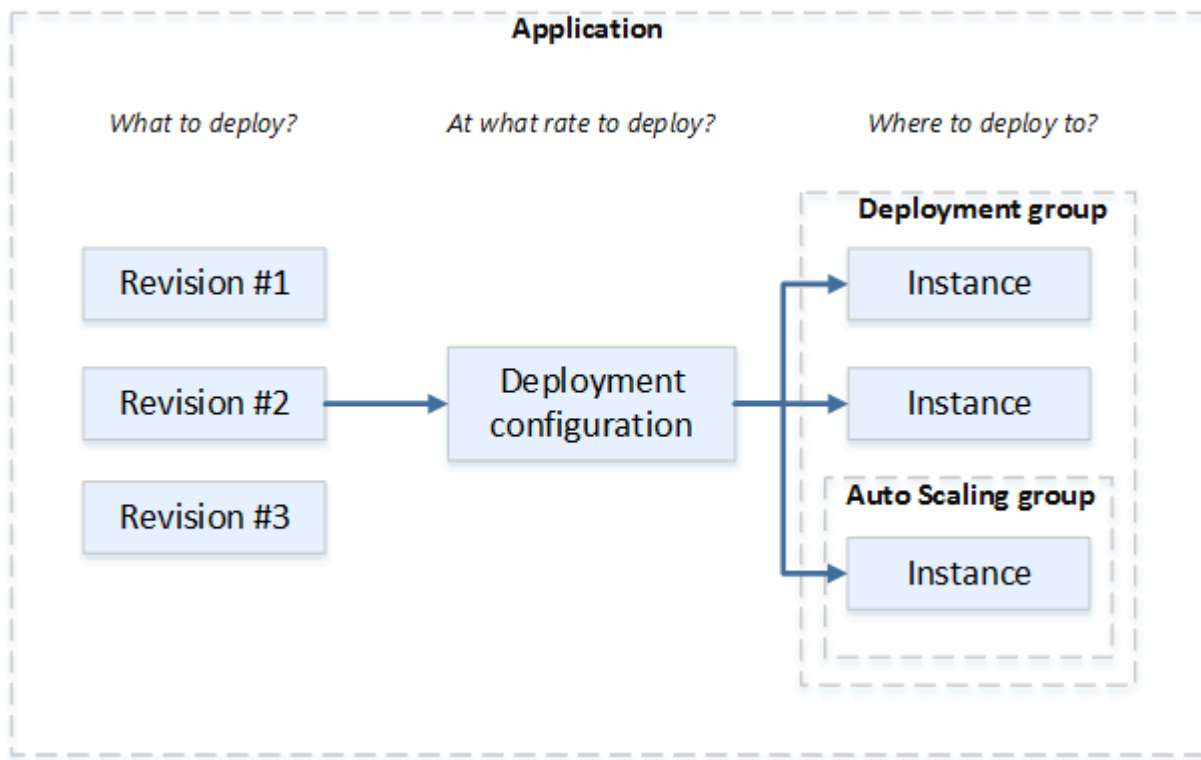 Application
What to deploy?
At what rate to deploy?
Where to deploy to?
Revision #1
Revision #2
Revision #3
Deployment
configuration
Deployment group
Instance
Instance
Auto Scaling group
Instance